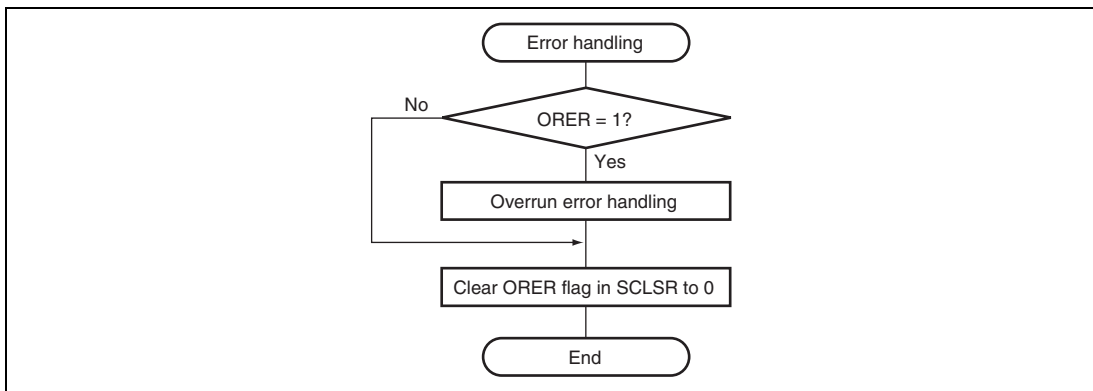 Error handling
No
ORER = 1?
Yes
Overrun error handling
Clear ORER flag in SCLSR to 0
End